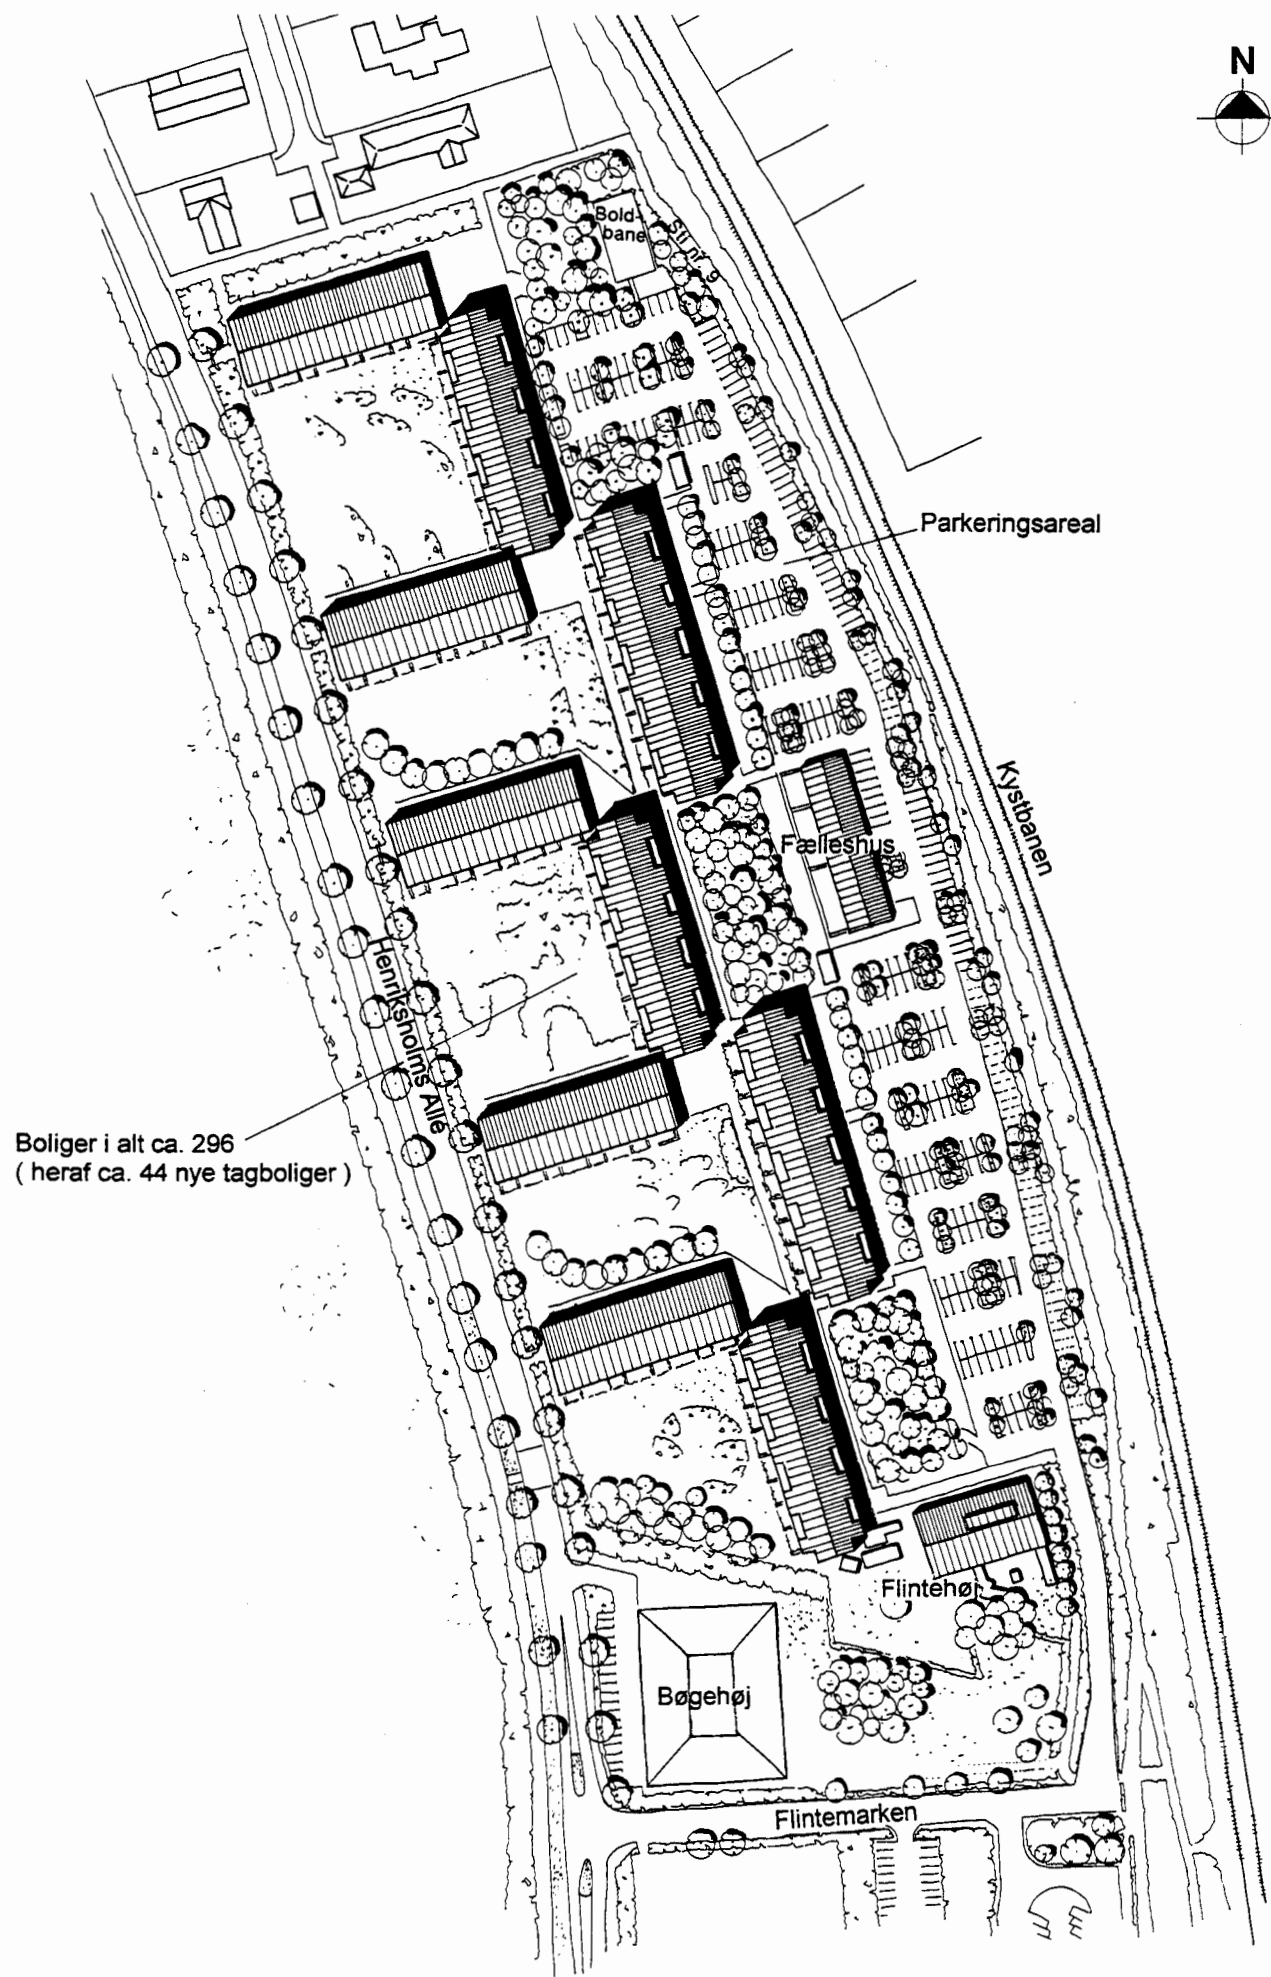 N
Bold-
bane
Sti nr. 9
Parkeringsareal
Kystbanen
Fælleshus
Henriksholms Allé
Boliger i alt ca. 296
( heraf ca. 44 nye tagboliger )
Flintehøj
Bøgehøj
Flintemarken